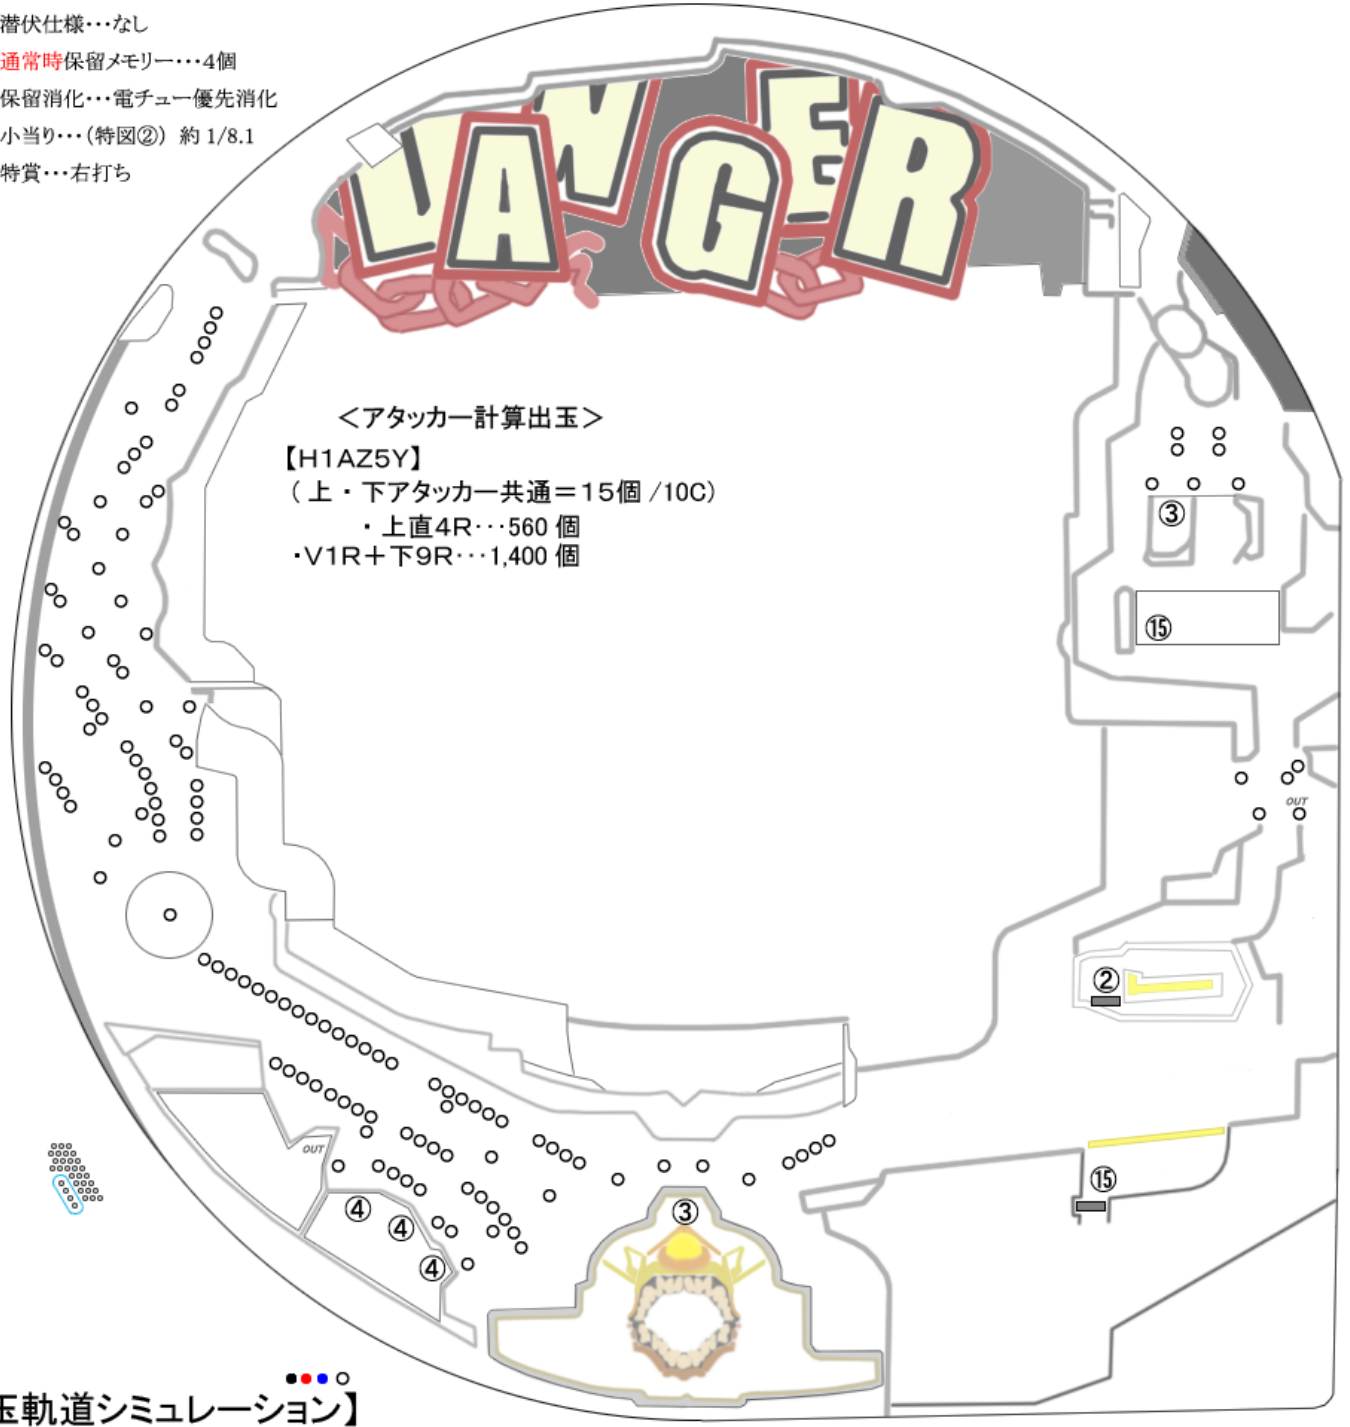 潜伏仕様・・・なし
通常時保留メモリー・・・4個
保留消化・・・電チュー優先消化
小当り・・・(特図②) 約 1/8.1
特賞・・・右打ち
DANGER
<アタッカー計算出玉>
【H1AZ5Y】
(上・下アタッカー共通=15個 /10C)
・上直4R・・・560 個
・V1R+下9R・・・1,400 個
③
⑮
OUT
②
OUT
⑮
④
④
③
④
玉軌道シミュレーション】